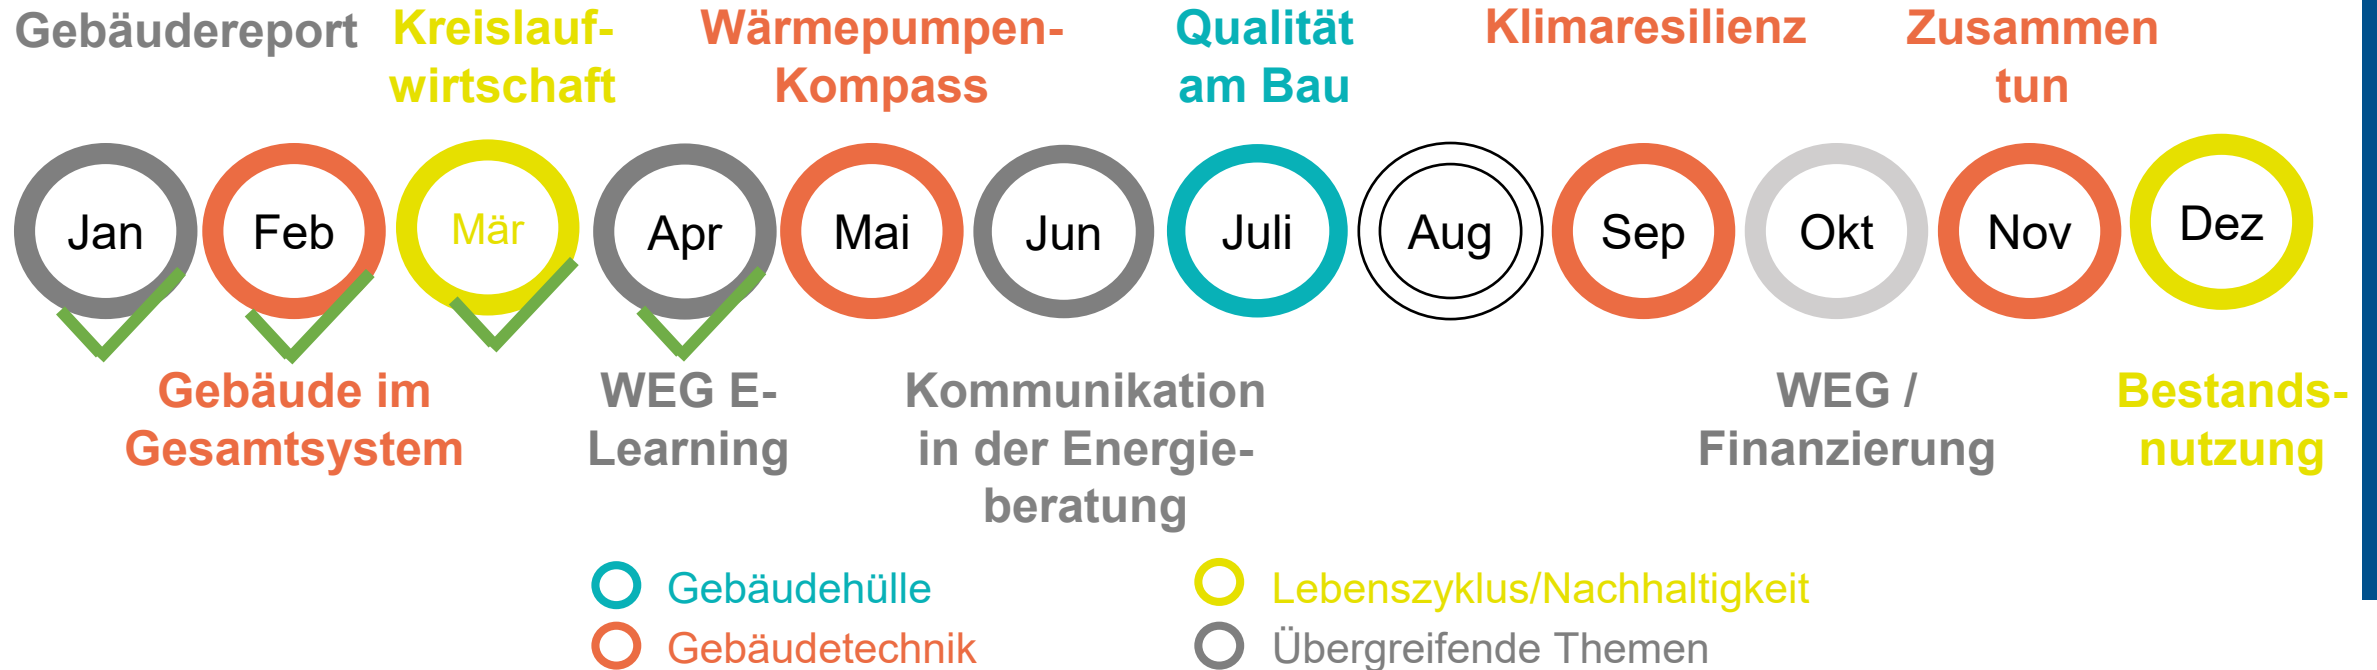 Gebäudereport
Kreislauf-
wirtschaft
Wärmepumpen-
Kompass
Qualität
am Bau
Klimaresilienz
Zusammen
tun
Jan
Feb
Mär
Apr
Mai
Jun
Juli
Aug
Sep
Okt
Nov
Dez
Gebäude im
Gesamtsystem
WEG E-
Learning
Kommunikation
in der Energie-
beratung
WEG /
Finanzierung
Bestands-
nutzung
Gebäudehülle
Gebäudetechnik
Lebenszyklus/Nachhaltigkeit
Übergreifende Themen